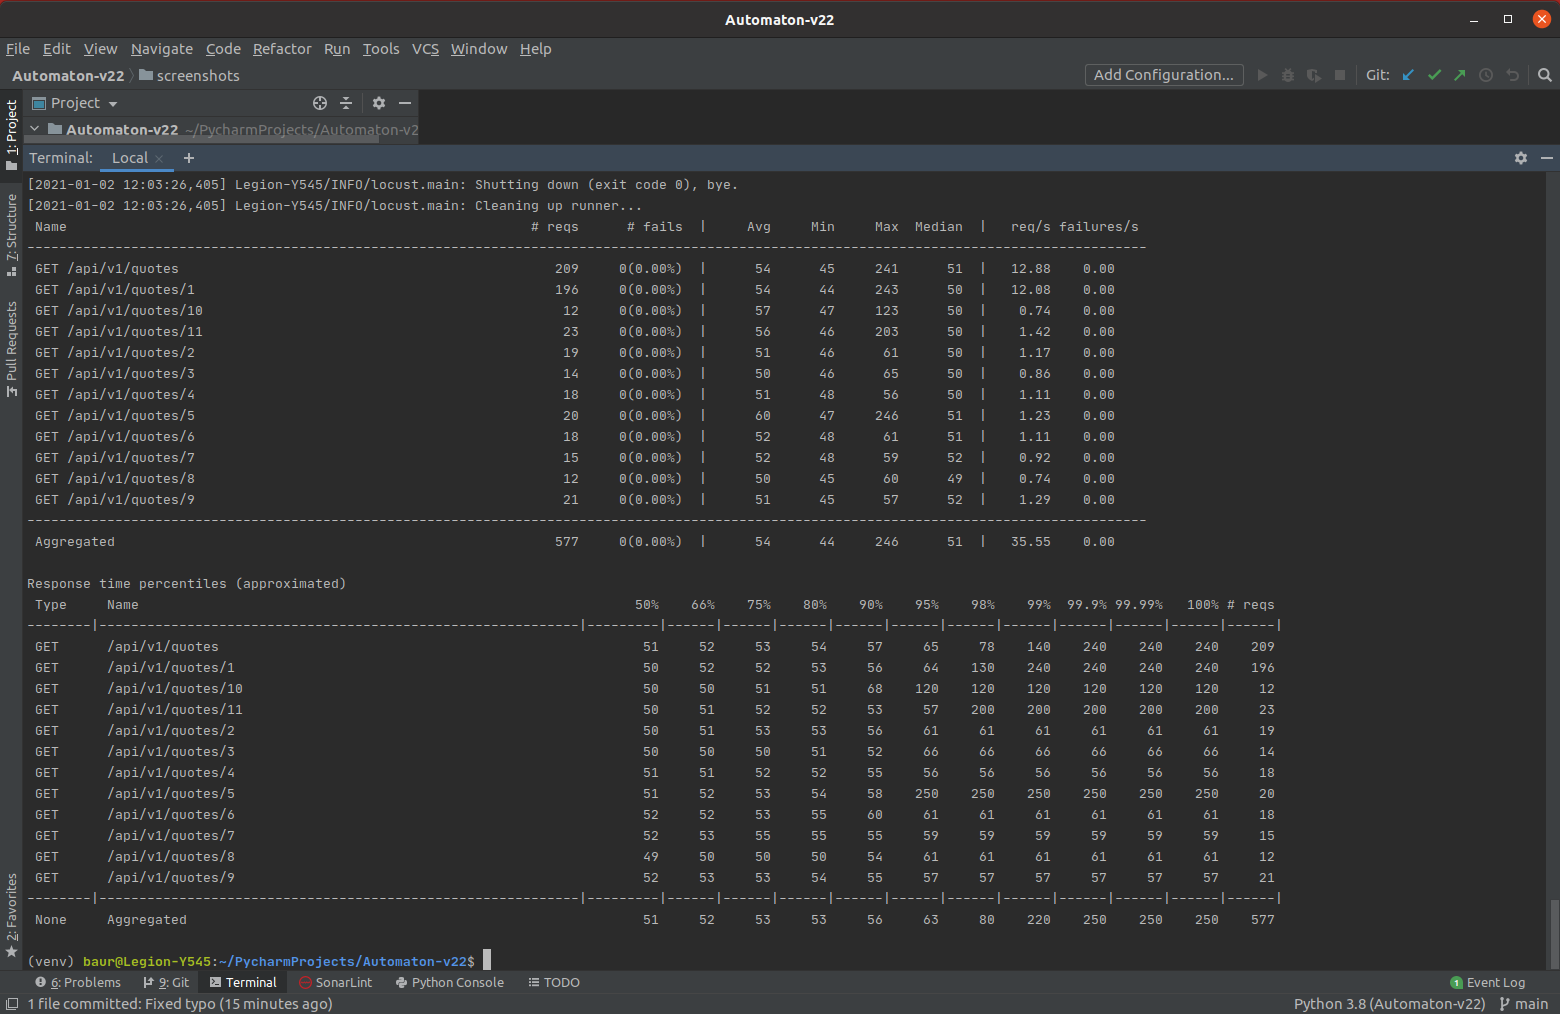 Automaton-v22
File Edit View Navigate Code Refactor Run Tools VCS Window Help
Automaton-v22 screenshots Add Configuration... Git:
Project
Automaton-v22 ~/PycharmProjects/Automaton-v2
1: Project
7: Structure
Pull Requests
2: Favorites
Terminal: Local +
[2021-01-02 12:03:26,405] Legion-Y545/INFO/locust.main: Shutting down (exit code 0), bye.
[2021-01-02 12:03:26,405] Legion-Y545/INFO/locust.main: Cleaning up runner...
Name # reqs # fails | Avg Min Max Median | req/s failures/s
--------------------------------------------------------------------------------------------------------------------------------------------
GET /api/v1/quotes 209 0(0.00%) | 54 45 241 51 | 12.88 0.00
GET /api/v1/quotes/1 196 0(0.00%) | 54 44 243 50 | 12.08 0.00
GET /api/v1/quotes/10 12 0(0.00%) | 57 47 123 50 | 0.74 0.00
GET /api/v1/quotes/11 23 0(0.00%) | 56 46 203 50 | 1.42 0.00
GET /api/v1/quotes/2 19 0(0.00%) | 51 46 61 50 | 1.17 0.00
GET /api/v1/quotes/3 14 0(0.00%) | 50 46 65 50 | 0.86 0.00
GET /api/v1/quotes/4 18 0(0.00%) | 51 48 56 50 | 1.11 0.00
GET /api/v1/quotes/5 20 0(0.00%) | 60 47 246 51 | 1.23 0.00
GET /api/v1/quotes/6 18 0(0.00%) | 52 48 61 51 | 1.11 0.00
GET /api/v1/quotes/7 15 0(0.00%) | 52 48 59 52 | 0.92 0.00
GET /api/v1/quotes/8 12 0(0.00%) | 50 45 60 49 | 0.74 0.00
GET /api/v1/quotes/9 21 0(0.00%) | 51 45 57 52 | 1.29 0.00
--------------------------------------------------------------------------------------------------------------------------------------------
Aggregated 577 0(0.00%) | 54 44 246 51 | 35.55 0.00
Response time percentiles (approximated)
Type Name 50% 66% 75% 80% 90% 95% 98% 99% 99.9% 99.99% 100% # reqs
--------|------------------------------------------------------------|---------|------|------|------|------|------|------|------|------|------|------|------|
GET /api/v1/quotes 51 52 53 54 57 65 78 140 240 240 240 209
GET /api/v1/quotes/1 50 52 52 53 56 64 130 240 240 240 240 196
GET /api/v1/quotes/10 50 50 51 51 68 120 120 120 120 120 120 12
GET /api/v1/quotes/11 50 51 52 52 53 57 200 200 200 200 200 23
GET /api/v1/quotes/2 50 51 53 53 56 61 61 61 61 61 61 19
GET /api/v1/quotes/3 50 50 50 51 52 66 66 66 66 66 66 14
GET /api/v1/quotes/4 51 51 52 52 55 56 56 56 56 56 56 18
GET /api/v1/quotes/5 51 52 53 54 58 250 250 250 250 250 250 20
GET /api/v1/quotes/6 52 52 53 55 60 61 61 61 61 61 61 18
GET /api/v1/quotes/7 52 53 55 55 55 59 59 59 59 59 59 15
GET /api/v1/quotes/8 49 50 50 50 54 61 61 61 61 61 61 12
GET /api/v1/quotes/9 52 53 53 54 55 57 57 57 57 57 57 21
--------|------------------------------------------------------------|---------|------|------|------|------|------|------|------|------|------|------|------|
None Aggregated 51 52 53 53 56 63 80 220 250 250 250 577
(venv) baur@Legion-Y545:~/PycharmProjects/Automaton-v22$
6: Problems 9: Git Terminal SonarLint Python Console TODO 1 Event Log
1 file committed: Fixed typo (15 minutes ago) Python 3.8 (Automaton-v22) main